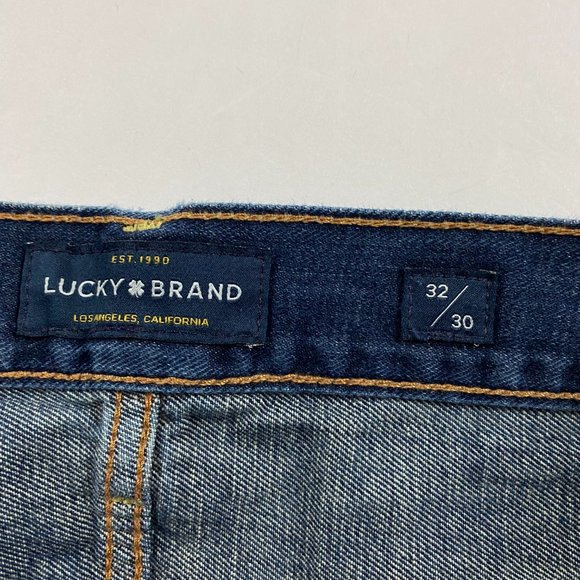 EST. 1990
LUCKY BRAND
LOS ANGELES, CALIFORNIA
32
30